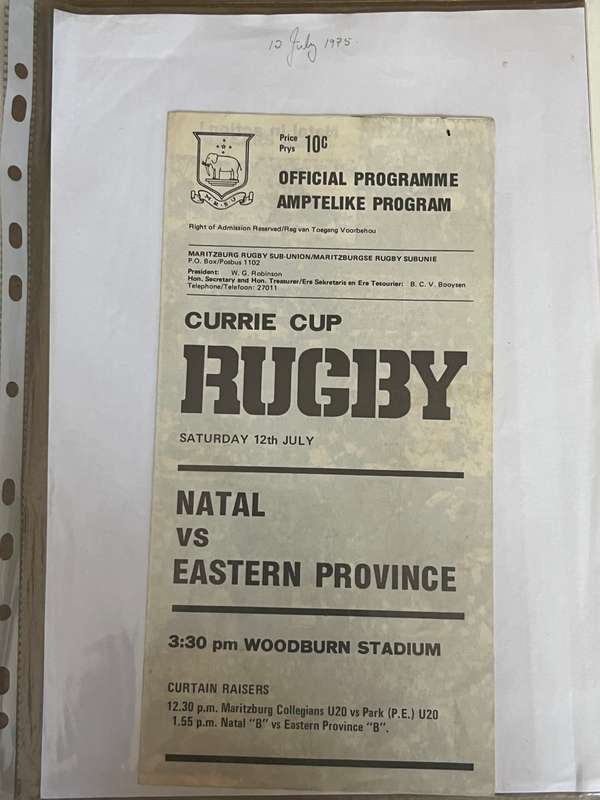 12 July 1975.
Price
Prys 10c
OFFICIAL PROGRAMME
AMPTELIKE PROGRAM
M.R.S.U.
Right of Admission Reserved/Reg van Toegang Voorbehou
MARITZBURG RUGBY SUB-UNION/MARITZBURGSE RUGBY SUBUNIE
P.O. Box/Posbus 1102
President: W. G. Robinson
Hon. Secretary and Hon. Treasurer/Ere Sekretaris en Ere Tesourier: B. C. V. Booysen
Telephone/Telefoon: 27011
CURRIE CUP
RUGBY
SATURDAY 12th JULY
NATAL
VS
EASTERN PROVINCE
3:30 pm WOODBURN STADIUM
CURTAIN RAISERS
12.30 p.m. Maritzburg Collegians U20 vs Park (P.E.) U20
1.55 p.m. Natal "B" vs Eastern Province "B".